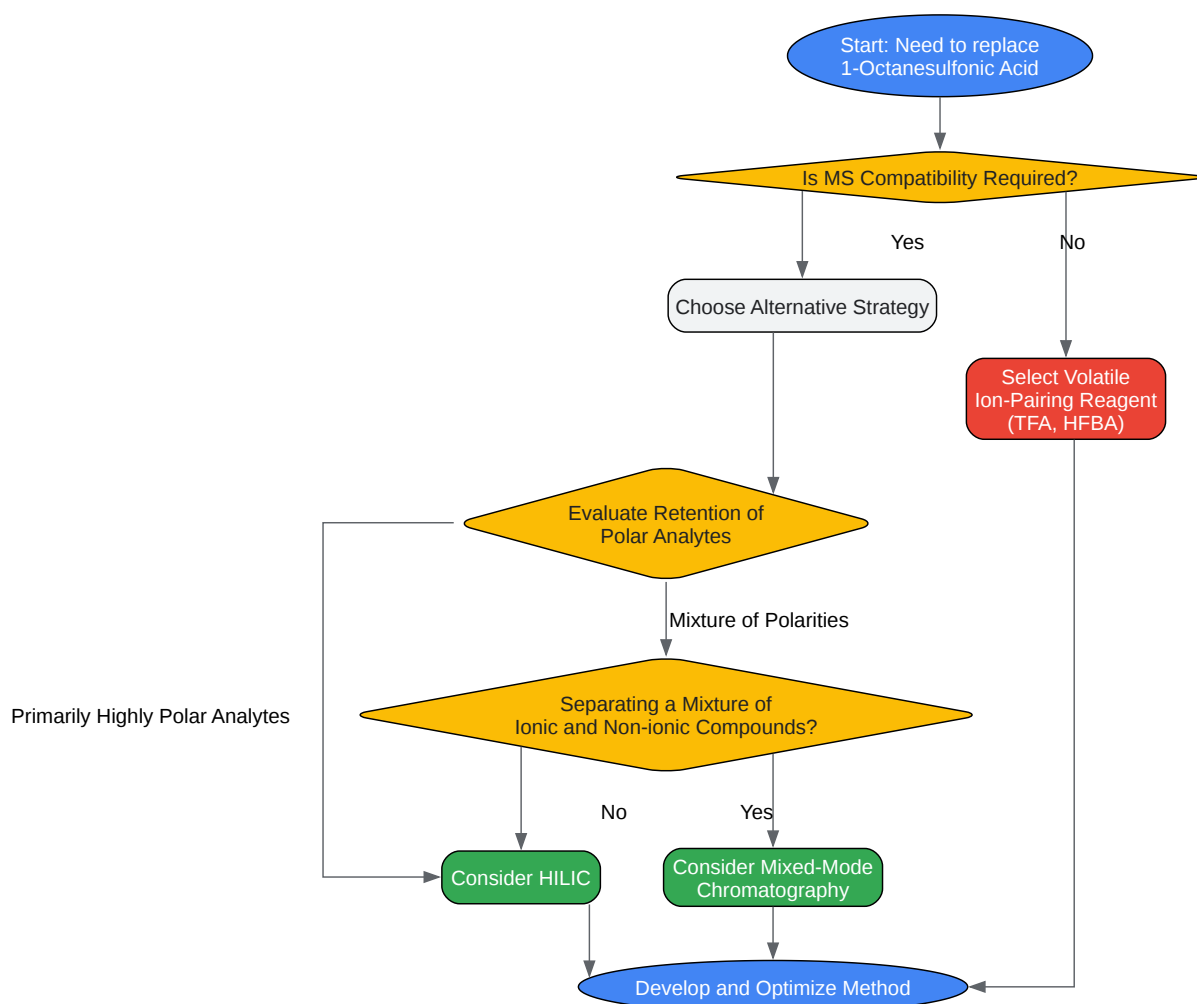 Start: Need to replace
1-Octanesulfonic Acid
Is MS Compatibility Required?
Yes
No
Choose Alternative Strategy
Select Volatile
Ion-Pairing Reagent
(TFA, HFBA)
Evaluate Retention of
Polar Analytes
Mixture of Polarities
Primarily Highly Polar Analytes
Separating a Mixture of
Ionic and Non-ionic Compounds?
No
Yes
Consider HILIC
Consider Mixed-Mode
Chromatography
Develop and Optimize Method